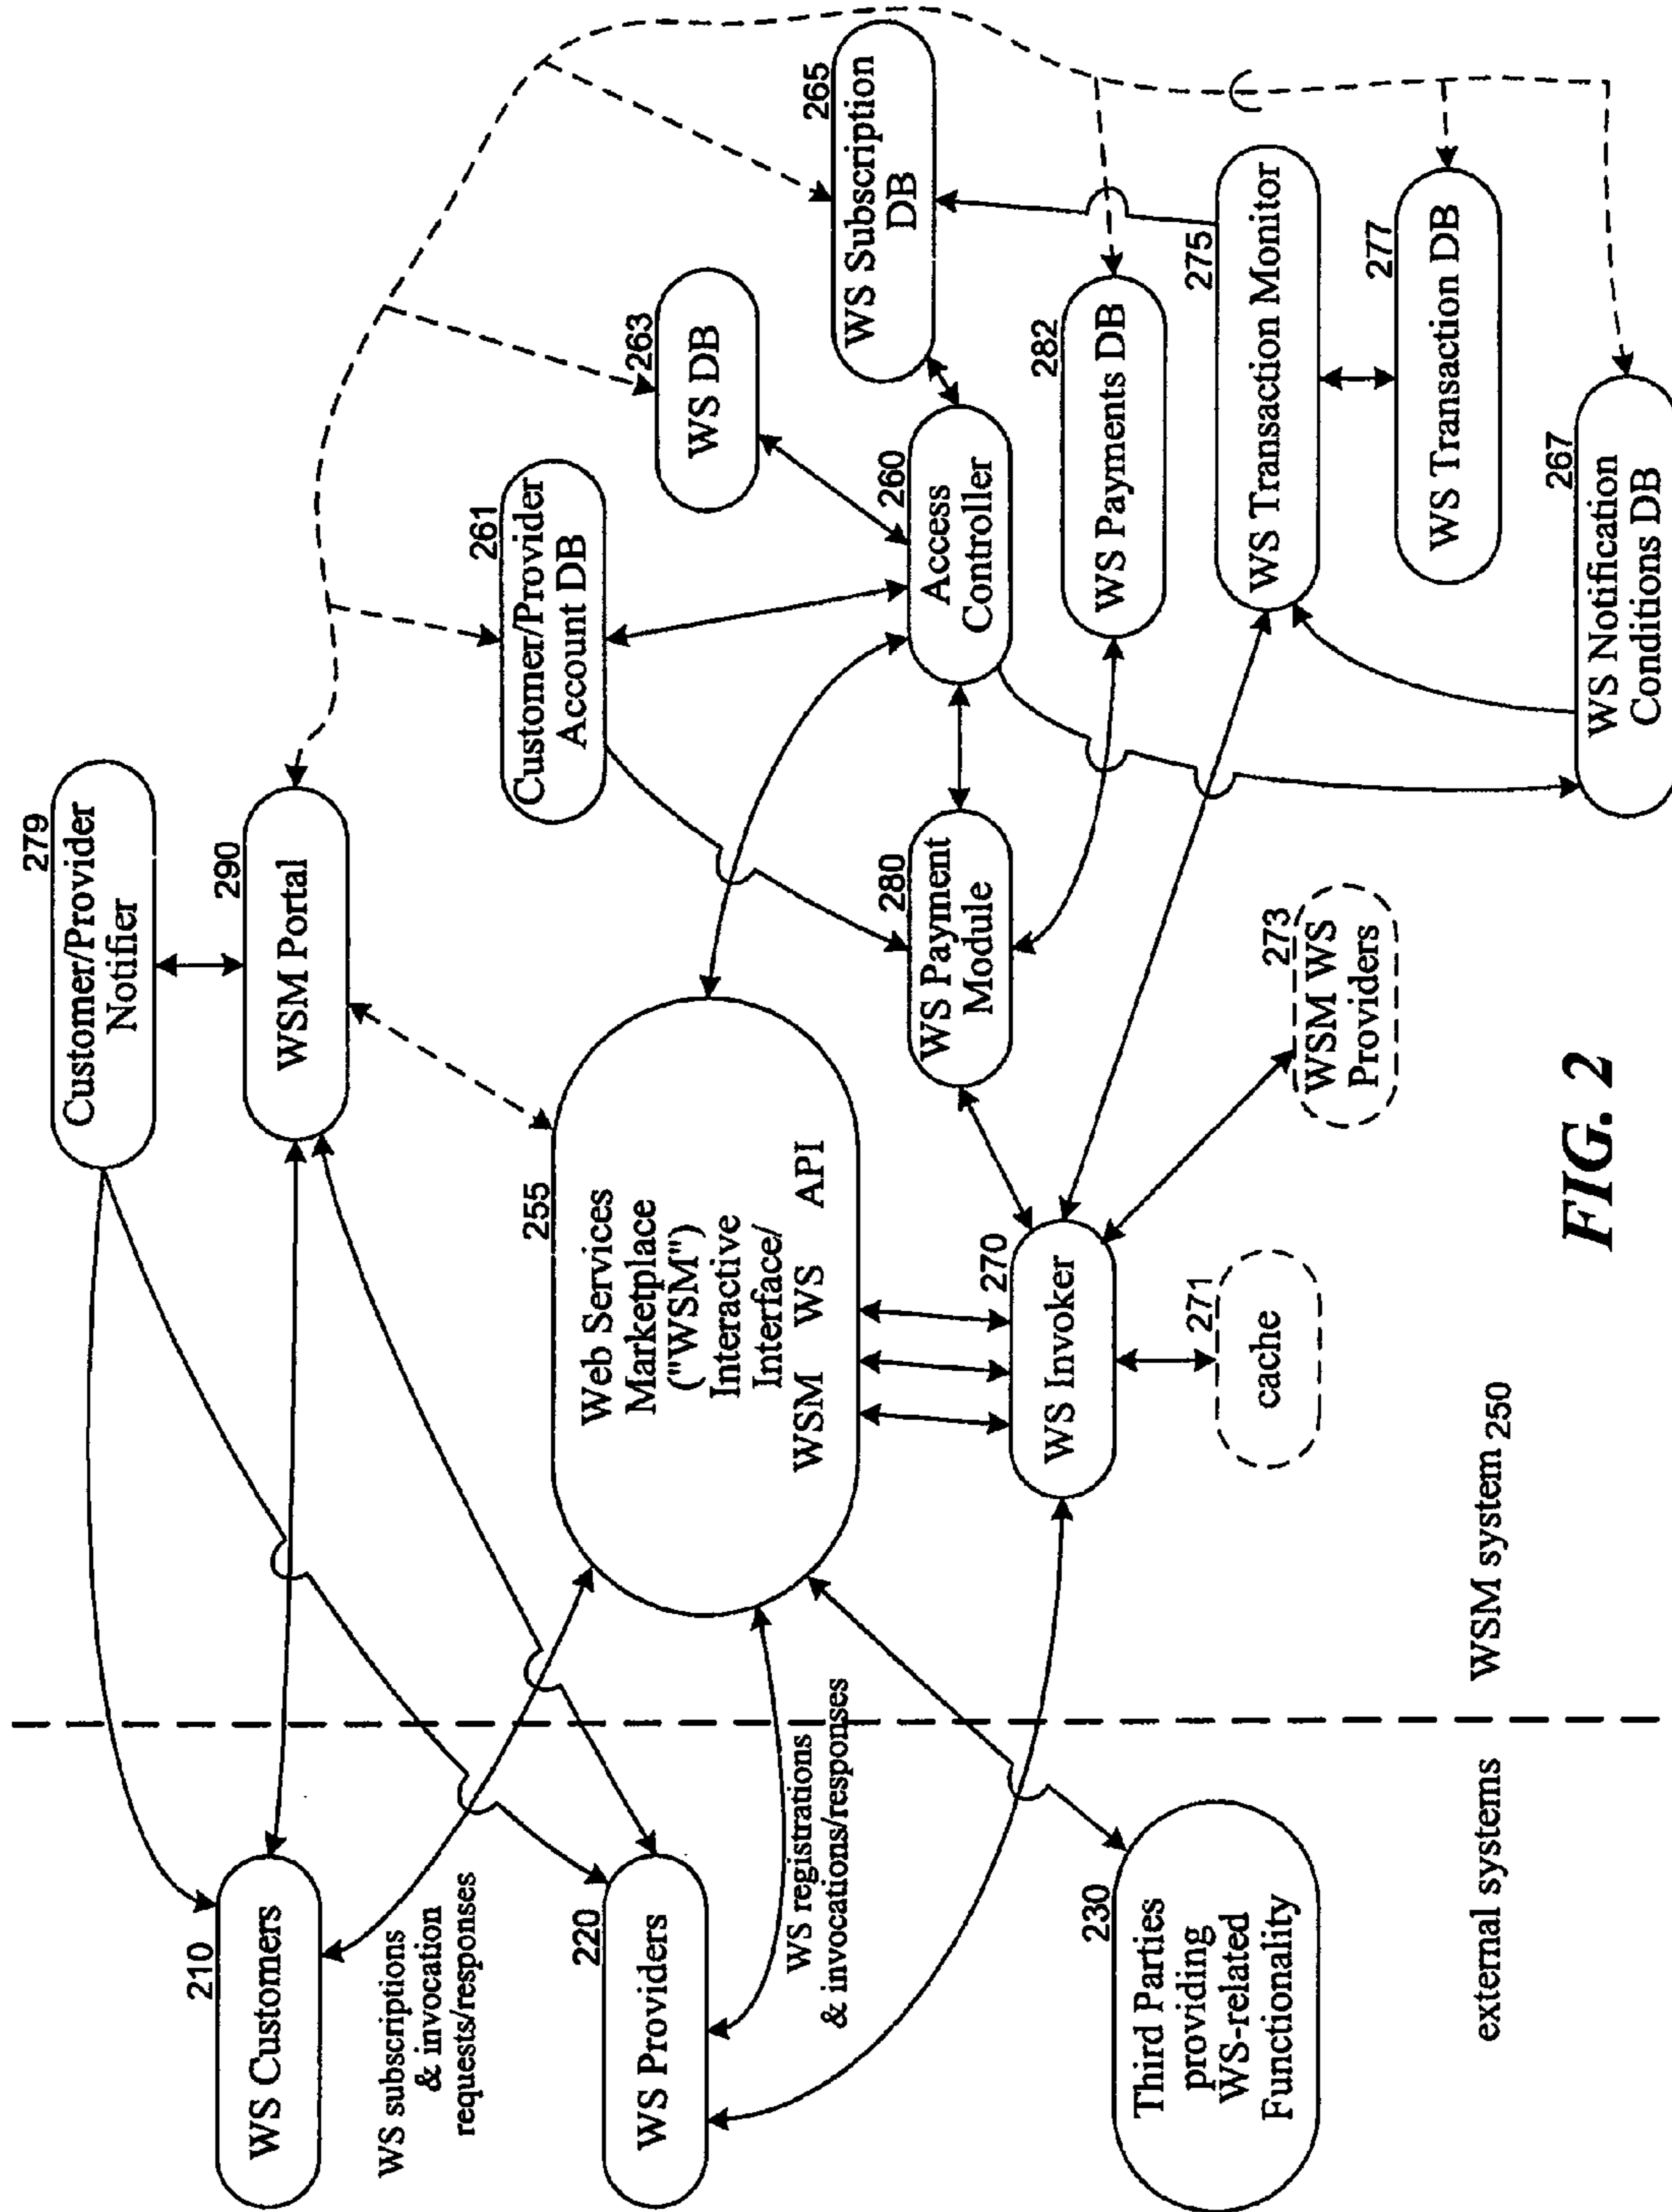 279
Customer/Provider
Notifier
290
WSM Portal
210
WS Customers
WS subscriptions
& invocation
requests/responses
220
WS Providers
WS registrations
& invocations/responses
230
Third Parties
providing
WS-related
Functionality
255
Web Services
Marketplace
("WSM")
Interactive
Interface/
WSM WS API
261
Customer/Provider
Account DB
263
WS DB
265
WS Subscription
DB
260
Access
Controller
280
WS Payment
Module
282
WS Payments DB
270
WS Invoker
271
cache
273
WSM WS
Providers
275
WS Transaction Monitor
277
WS Transaction DB
267
WS Notification
Conditions DB
external systems
WSM system 250
FIG. 2